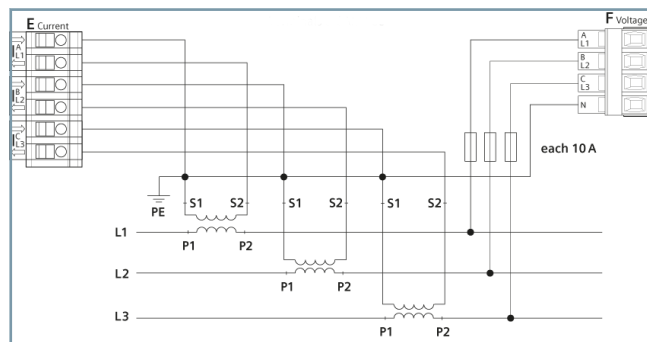 E Current
F Voltage
A
L1
B
L2
C
L3
A
L1
B
L2
C
L3
N
each 10 A
PE
S1 S2 S1 S2 S1 S2
L1
P1 P2
L2
P1 P2
L3
P1 P2